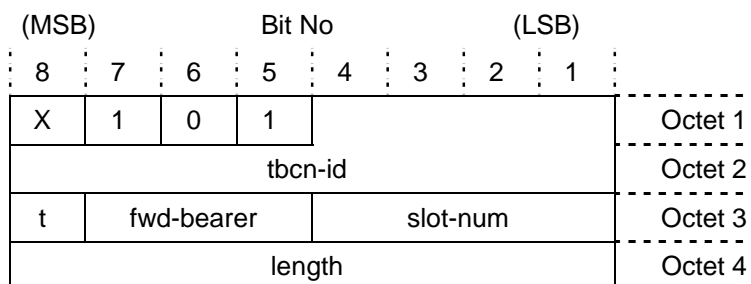 (MSB) Bit No (LSB)
8 7 6 5 4 3 2 1
X 1 0 1 Octet 1
tbcn-id Octet 2
t fwd-bearer slot-num Octet 3
length Octet 4